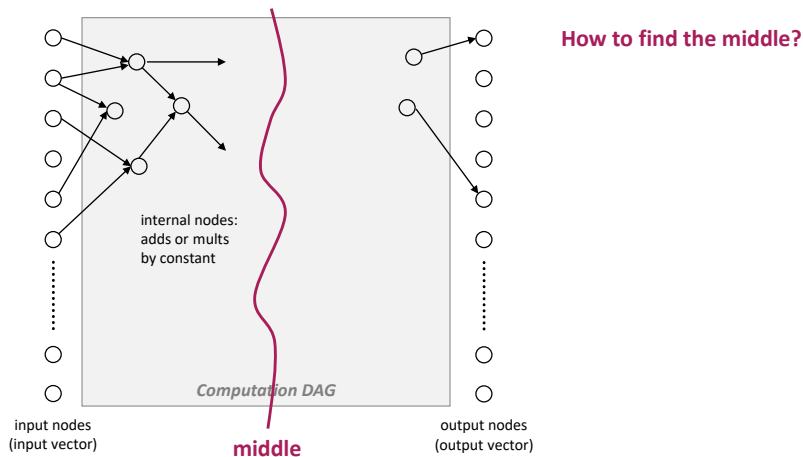 How to find the middle?
internal nodes:
adds or mults
by constant
Computation DAG
input nodes
(input vector)
middle
output nodes
(output vector)